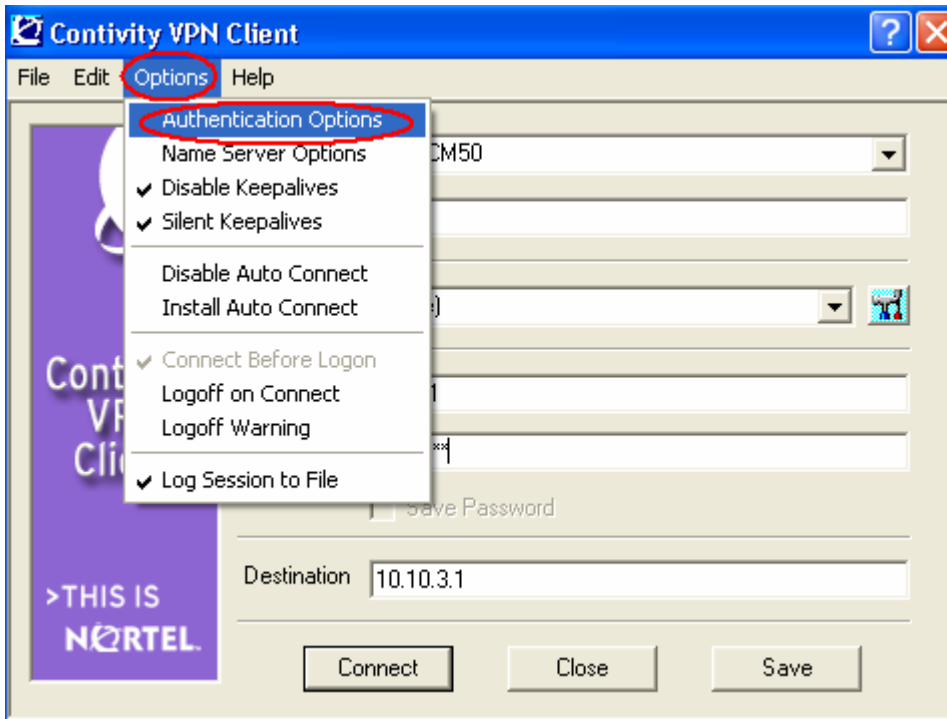 Contivity VPN Client
File Edit Options Help
Authentication Options
Name Server Options
Disable Keepalives
Silent Keepalives
Disable Auto Connect
Install Auto Connect
Connect Before Logon
Logoff on Connect
Logoff Warning
Log Session to File
Save Password
Destination 10.10.3.1
>THIS IS
NORTEL.
Connect Close Save